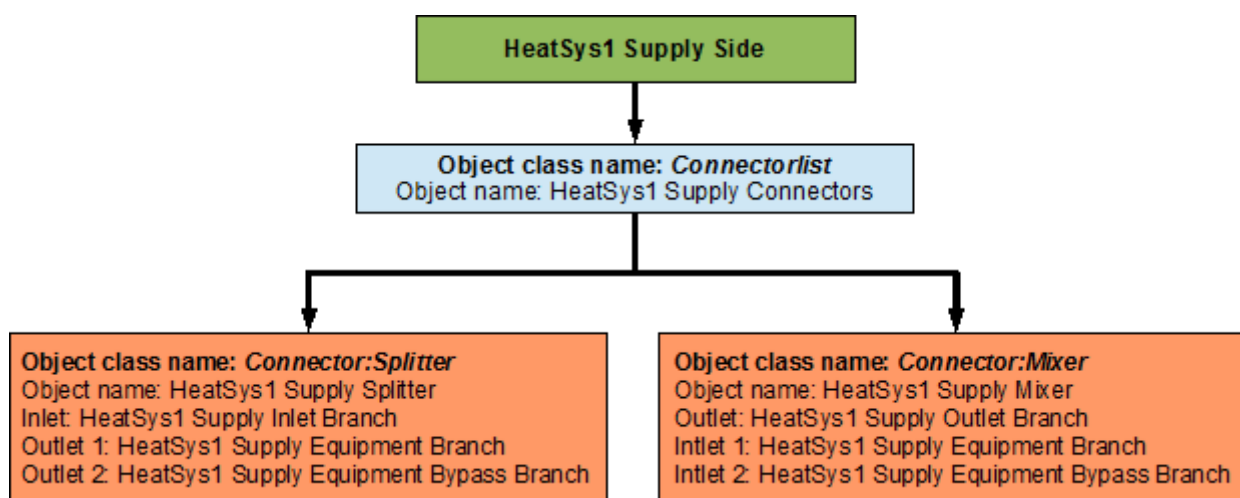 HeatSys1 Supply Side
Object class name: Connectorlist
Object name: HeatSys1 Supply Connectors
Object class name: Connector:Splitter
Object name: HeatSys1 Supply Splitter
Inlet: HeatSys1 Supply Inlet Branch
Outlet 1: HeatSys1 Supply Equipment Branch
Outlet 2: HeatSys1 Supply Equipment Bypass Branch
Object class name: Connector:Mixer
Object name: HeatSys1 Supply Mixer
Outlet: HeatSys1 Supply Outlet Branch
Intlet 1: HeatSys1 Supply Equipment Branch
Intlet 2: HeatSys1 Supply Equipment Bypass Branch